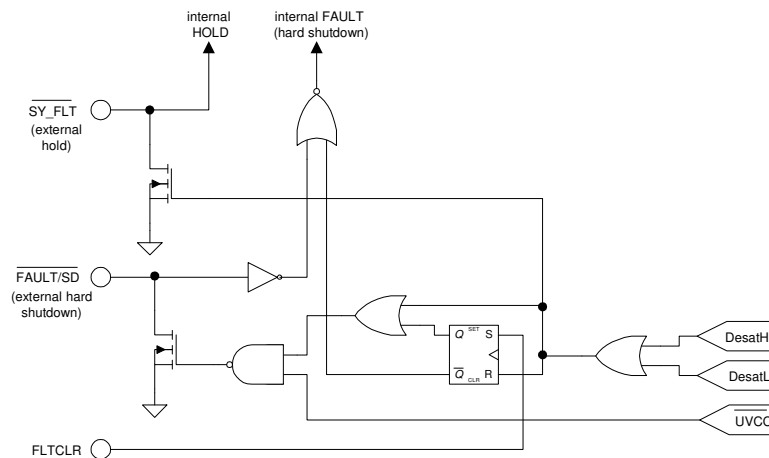 internal
HOLD
internal FAULT
(hard shutdown)
SY_FLT
(external
hold)
FAULT/SD
(external hard
shutdown)
Q
SET
S
Q
CLR
R
DesatH
DesatL
UVCC
FLTCLR